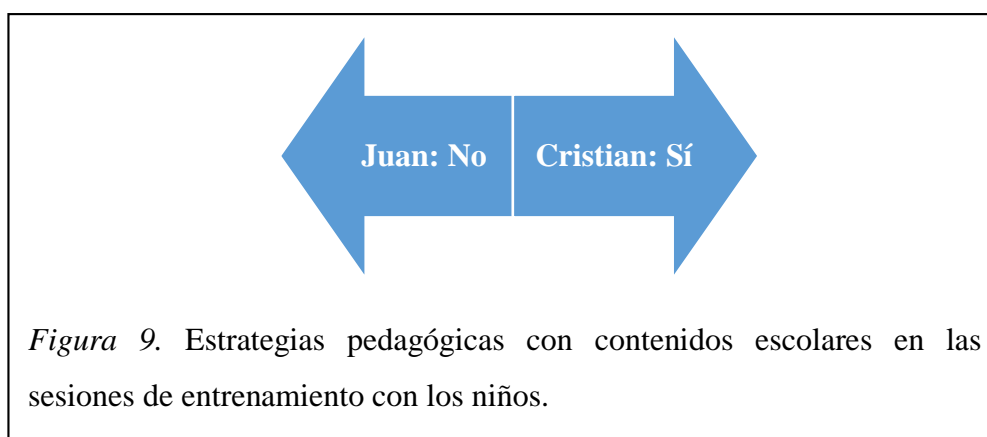 Juan: No
Cristian: Sí
Figura 9. Estrategias pedagógicas con contenidos escolares en las
sesiones de entrenamiento con los niños.